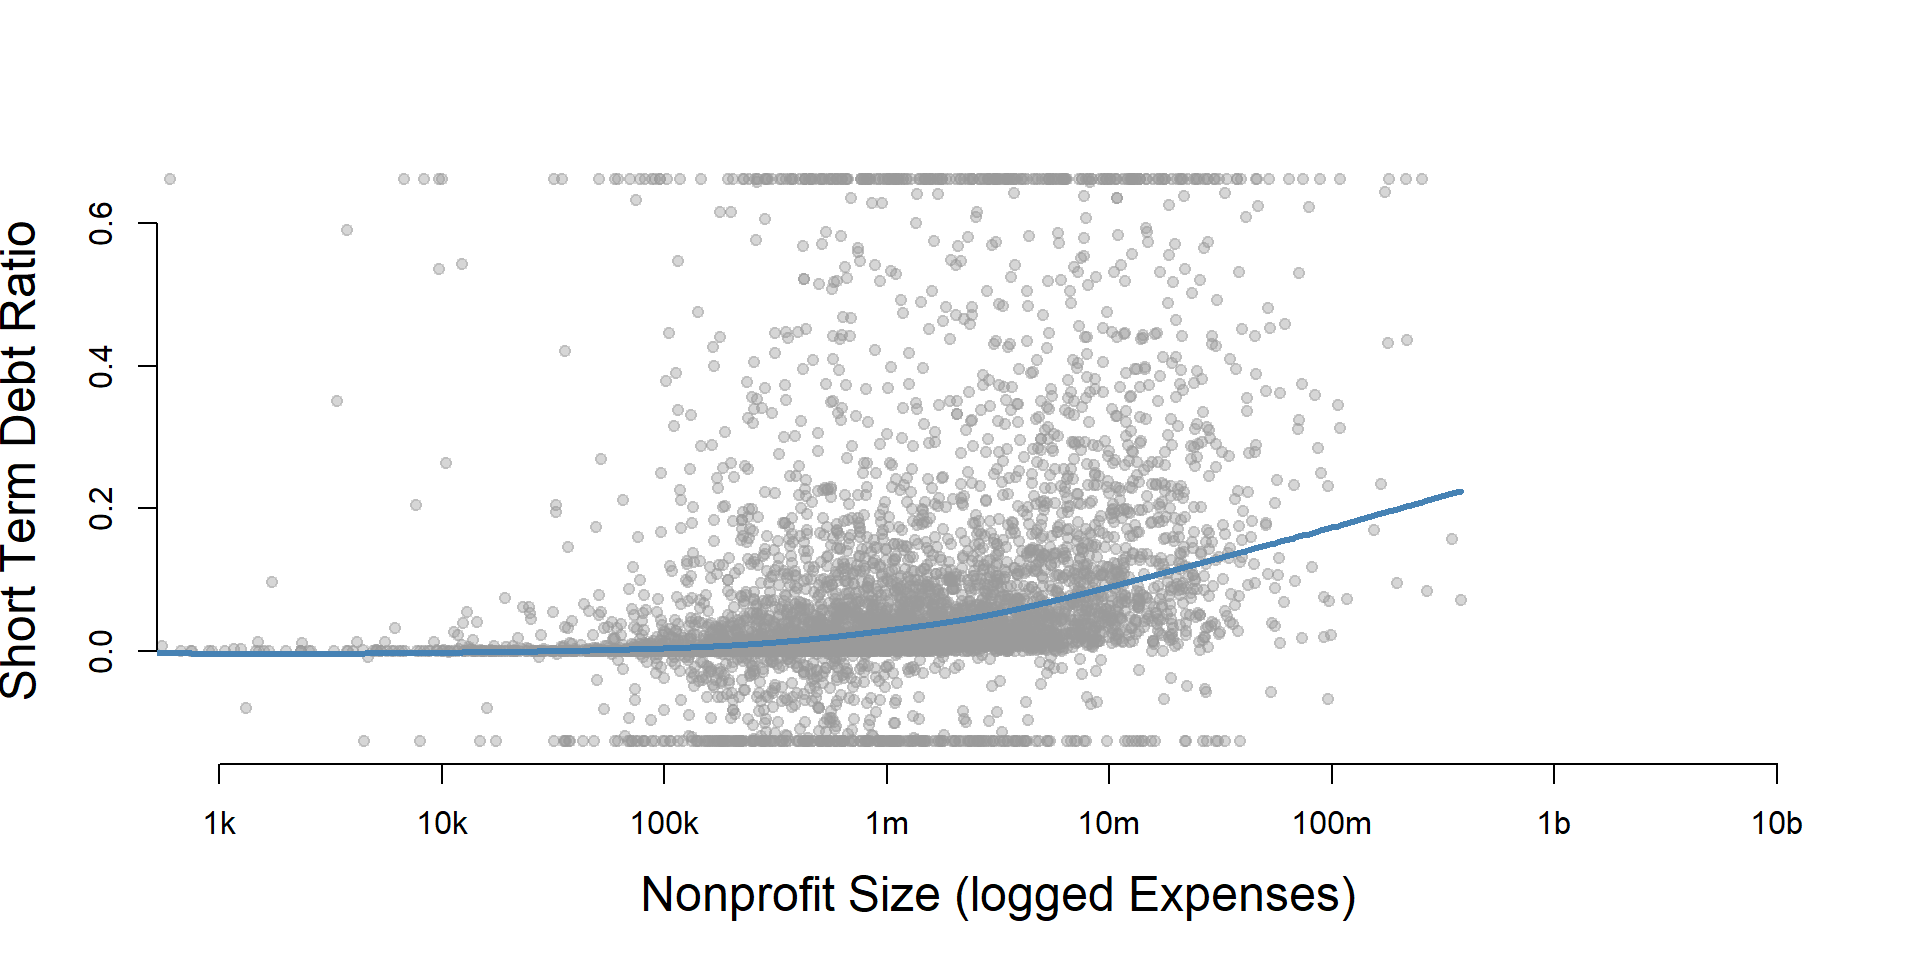 Short Term Debt Ratio
0.6
0.4
0.2
0.0
1k 10k 100k 1m 10m 100m 1b 10b
Nonprofit Size (logged Expenses)